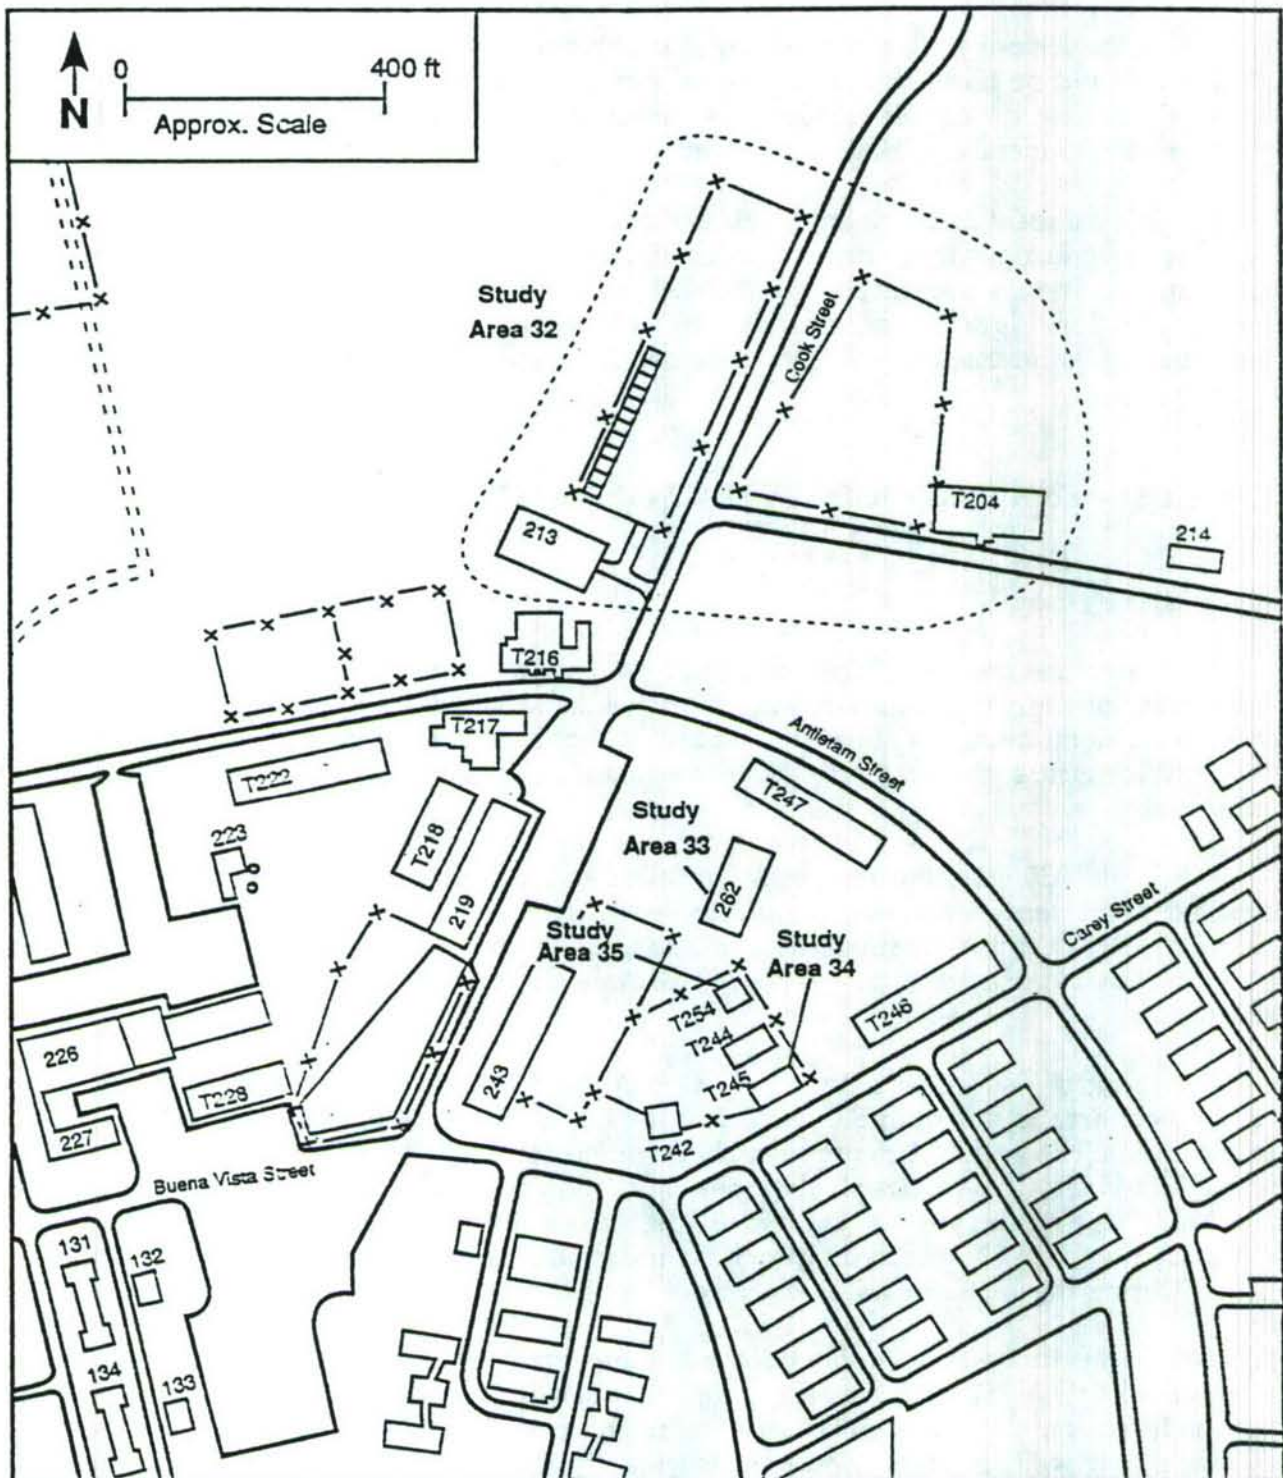 0 400 ft
N
Approx. Scale
Study
Area 32
Cook Street
T204
213
214
T216
T217
Antietam Street
T222
T247
Study
Area 33
223
T218
262
219
Carey Street
Study
Area 35
Study
Area 34
T254
T246
T244
226
243
T245
T228
227
T242
Buena Vista Street
131
132
134
133